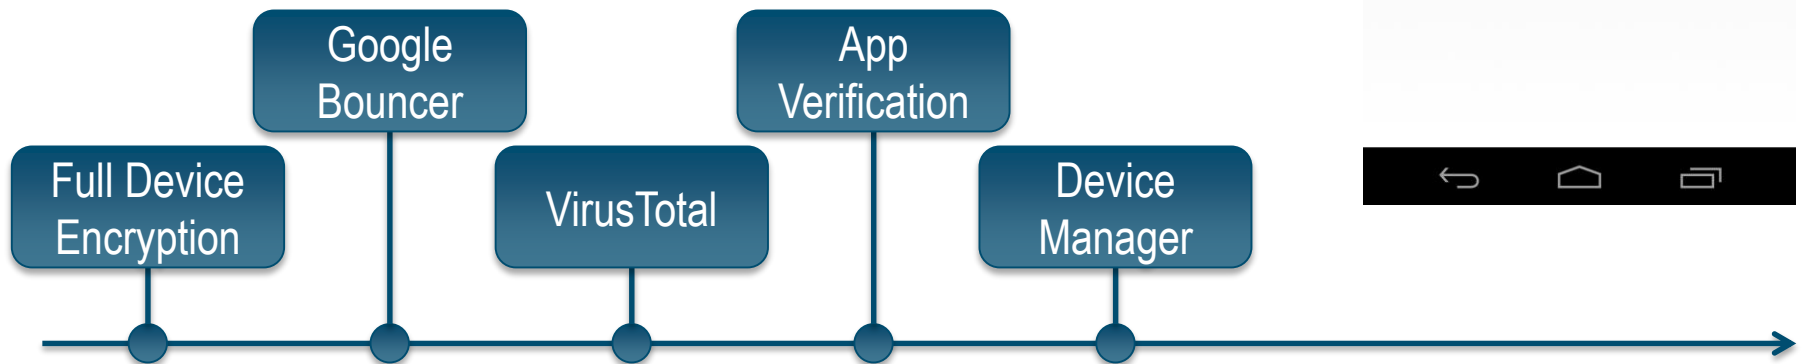 Full Device
Encryption
Google
Bouncer
VirusTotal
App
Verification
Device
Manager